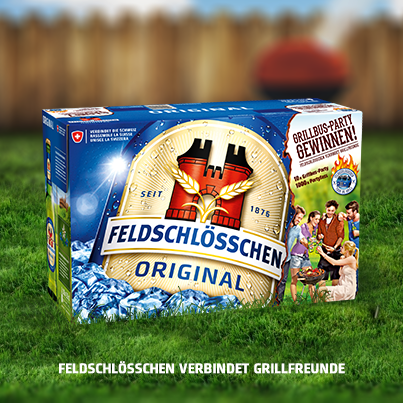 ORIGINAL
VERBINDET DIE SCHWEIZ
RASSEMBLE LA SUISSE
UNISCE LA SVIZZERA
SEIT 1876
FELDSCHLÖSSCHEN
ORIGINAL
GRILLBUS-PARTY
GEWINNEN!
FELDSCHLÖSSCHEN VERBINDET GRILLFREUNDE